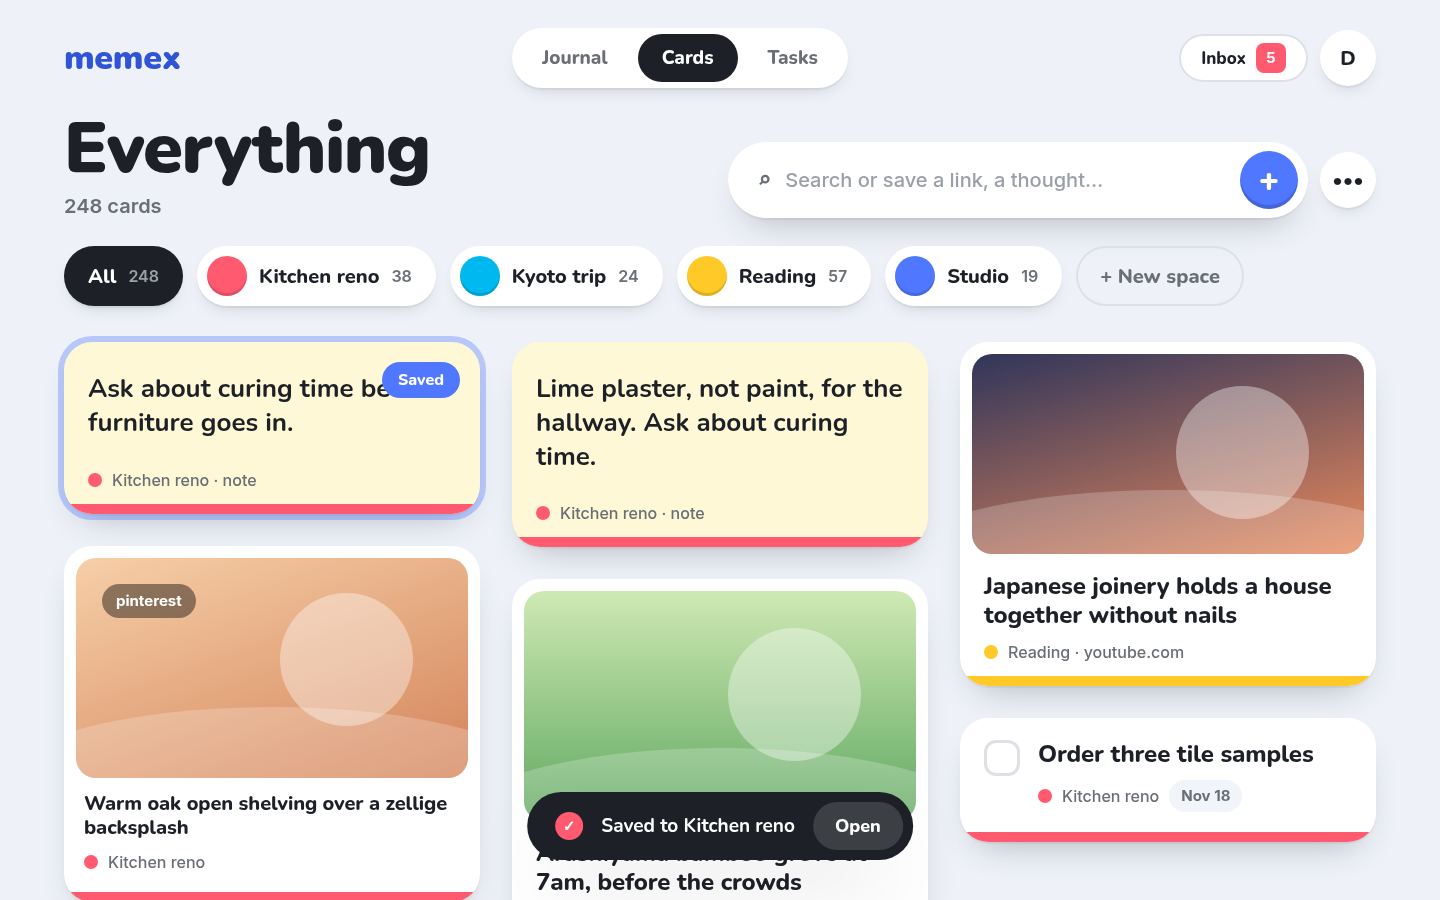 memex
Journal
Cards
Tasks
Inbox 5
D
Everything
248 cards
Search or save a link, a thought...
+
•••
All 248
Kitchen reno 38
Kyoto trip 24
Reading 57
Studio 19
+ New space
Ask about curing time
furniture goes in.
Saved
Kitchen reno · note
Lime plaster, not paint, for the
hallway. Ask about curing
time.
Kitchen reno · note
Japanese joinery holds a house
together without nails
Reading · youtube.com
pinterest
Warm oak open shelving over a zellige
backsplash
Kitchen reno
Order three tile samples
Kitchen reno
Nov 18
✓ Saved to Kitchen reno
Open
7am, before the crowds